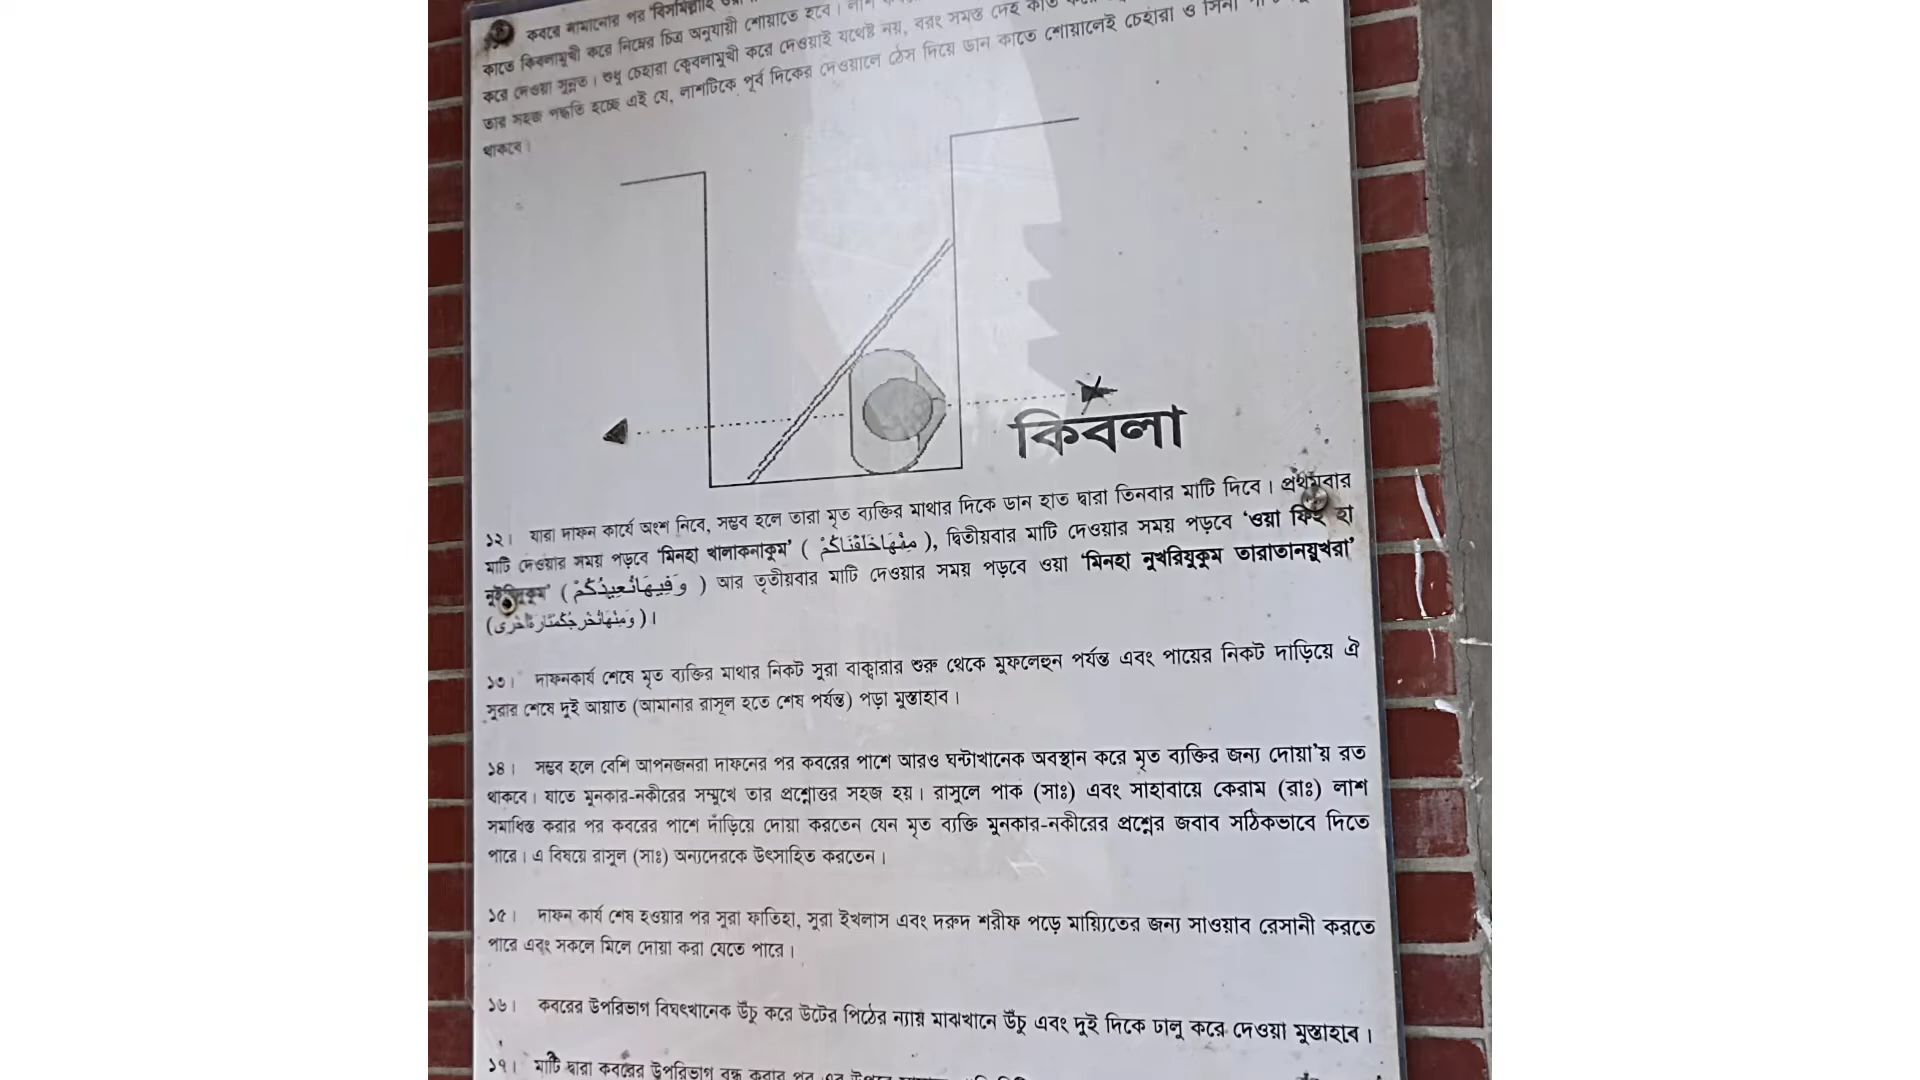 কবরে নামানোর পর বিসমিল্লাহি
কাতে কিবলামুখী করে নিম্নের চিত্র অনুযায়ী শোয়াতে হবে। লাশ
করে দেওয়া সুন্নত। শুধু চেহারা ক্বেবলামুখী করে দেওয়াই যথেষ্ট নয়, বরং সমস্ত দেহ কাত
তার সহজ পদ্ধতি হচ্ছে এই যে, লাশটিকে পূর্ব দিকের দেওয়ালে ঠেস দিয়ে ডান কাতে শোয়ালেই চেহারা ও সিনা
থাকবে।
কিবলা
১২। যারা দাফন কার্যে অংশ নিবে, সম্ভব হলে তারা মৃত ব্যক্তির মাথার দিকে ডান হাত দ্বারা তিনবার মাটি দিবে। প্রথমবার
মাটি দেওয়ার সময় পড়বে ‘মিনহা খালাকনাকুম’ ( مِنْهَاخَلَقْنَاكُمْ ), দ্বিতীয়বার মাটি দেওয়ার সময় পড়বে ‘ওয়া ফিহা
নুইদুকুম’ ( وَفِيهَانُعِيدُكُمْ ) আর তৃতীয়বার মাটি দেওয়ার সময় পড়বে ওয়া ‘মিনহা নুখরিযুকুম তারাতানয়ুখরা’
(وَمِنْهَانُخْرِجُكُمْتَارَةًأُخْرَى)।
১৩। দাফনকার্য শেষে মৃত ব্যক্তির মাথার নিকট সুরা বাক্বারার শুরু থেকে মুফলেহুন পর্যন্ত এবং পায়ের নিকট দাড়িয়ে ঐ
সুরার শেষে দুই আয়াত (আমানার রাসূল হতে শেষ পর্যন্ত) পড়া মুস্তাহাব।
১৪। সম্ভব হলে বেশি আপনজনরা দাফনের পর কবরের পাশে আরও ঘন্টাখানেক অবস্থান করে মৃত ব্যক্তির জন্য দোয়া’য় রত
থাকবে। যাতে মুনকার-নকীরের সম্মুখে তার প্রশ্নোত্তর সহজ হয়। রাসুলে পাক (সাঃ) এবং সাহাবায়ে কেরাম (রাঃ) লাশ
সমাধিস্ত করার পর কবরের পাশে দাঁড়িয়ে দোয়া করতেন যেন মৃত ব্যক্তি মুনকার-নকীরের প্রশ্নের জবাব সঠিকভাবে দিতে
পারে। এ বিষয়ে রাসুল (সাঃ) অন্যদেরকে উৎসাহিত করতেন।
১৫। দাফন কার্য শেষ হওয়ার পর সুরা ফাতিহা, সুরা ইখলাস এবং দরুদ শরীফ পড়ে মায়্যিতের জন্য সাওয়াব রেসানী করতে
পারে এবং সকলে মিলে দোয়া করা যেতে পারে।
১৬। কবরের উপরিভাগ বিঘৎখানেক উঁচু করে উটের পিঠের ন্যায় মাঝখানে উঁচু এবং দুই দিকে ঢালু করে দেওয়া মুস্তাহাব।
১৭। মাটি দ্বারা কবরের উপরিভাগ বন্ধ করার পর এর উপরে